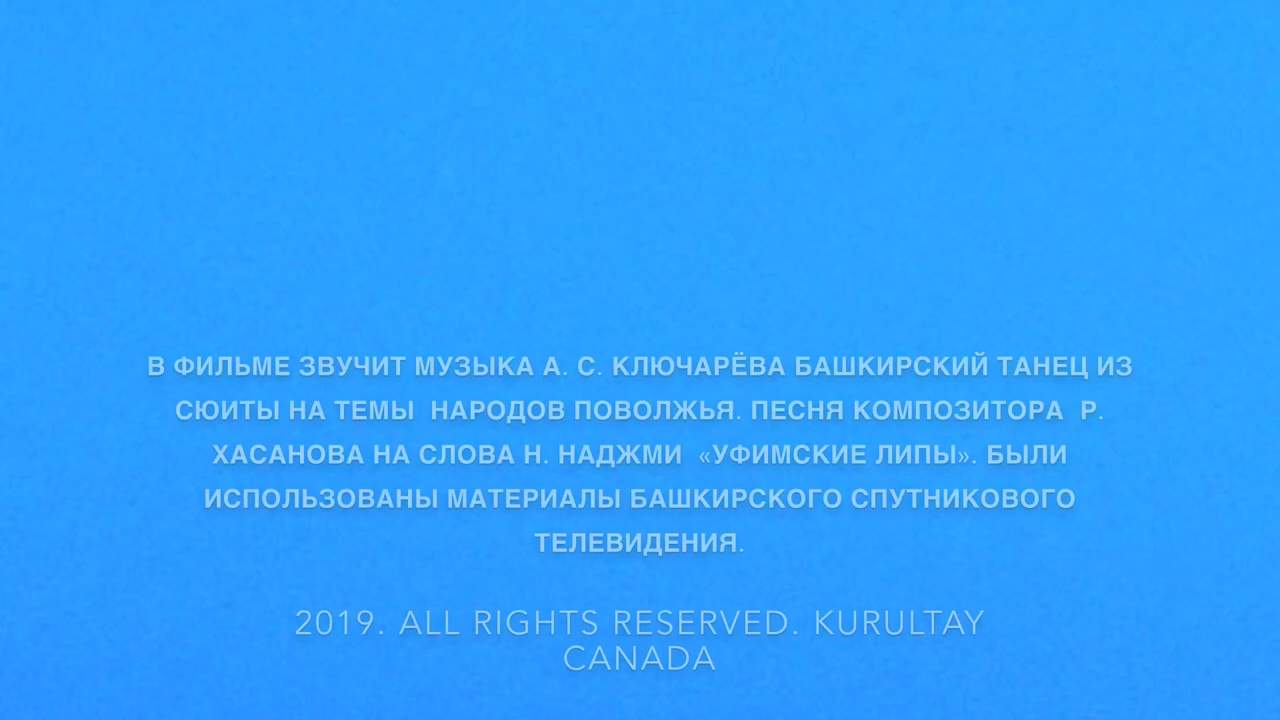 В ФИЛЬМЕ ЗВУЧИТ МУЗЫКА А. С. КЛЮЧАРЁВА БАШКИРСКИЙ ТАНЕЦ ИЗ
СЮИТЫ НА ТЕМЫ  НАРОДОВ ПОВОЛЖЬЯ. ПЕСНЯ КОМПОЗИТОРА  Р.
ХАСАНОВА НА СЛОВА Н. НАДЖМИ  «УФИМСКИЕ ЛИПЫ». БЫЛИ
ИСПОЛЬЗОВАНЫ МАТЕРИАЛЫ БАШКИРСКОГО СПУТНИКОВОГО
ТЕЛЕВИДЕНИЯ.
2019. ALL RIGHTS RESERVED. KURULTAY
CANADA